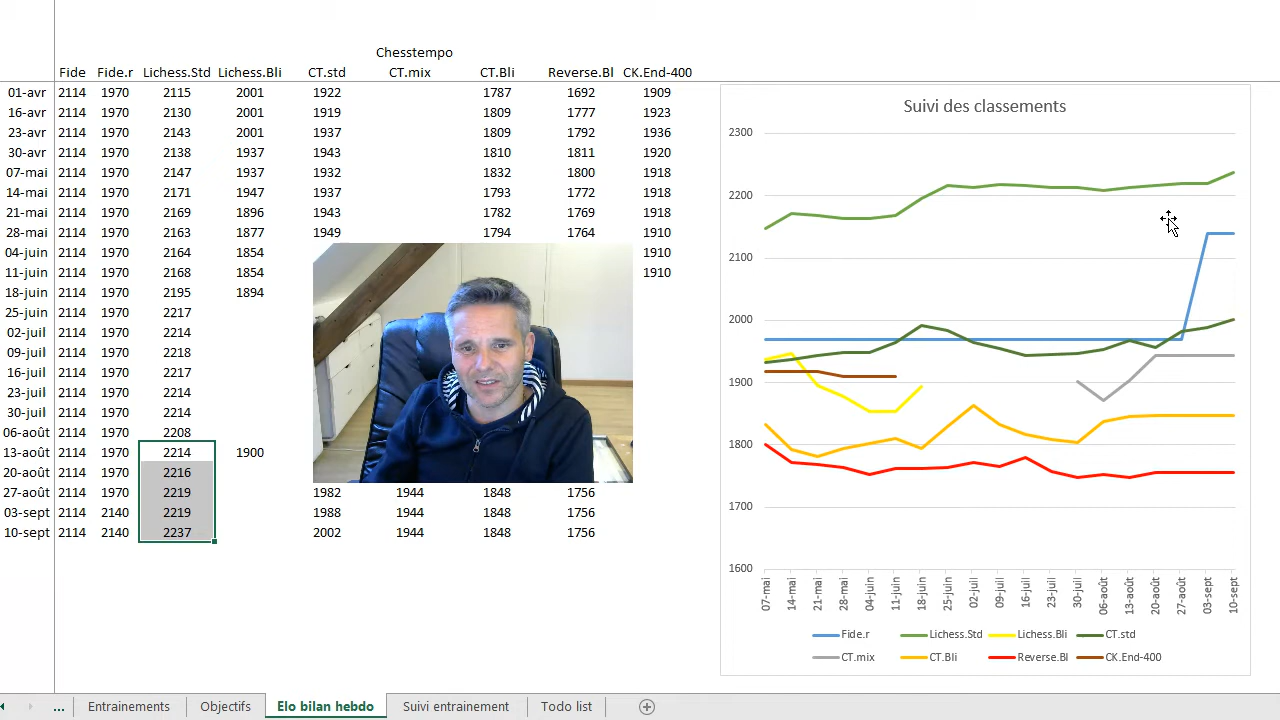 Chesstempo
Fide Fide.r Lichess.Std Lichess.Bli CT.std CT.mix CT.Bli Reverse.Bl CK.End-400
01-avr 2114 1970 2115 2001 1922 1787 1692 1909
16-avr 2114 1970 2130 2001 1919 1809 1777 1923
23-avr 2114 1970 2143 2001 1937 1809 1792 1936
30-avr 2114 1970 2138 1937 1943 1810 1811 1920
07-mai 2114 1970 2147 1937 1932 1832 1800 1918
14-mai 2114 1970 2171 1947 1937 1793 1772 1918
21-mai 2114 1970 2169 1896 1943 1782 1769 1918
28-mai 2114 1970 2163 1877 1949 1794 1764 1910
04-juin 2114 1970 2164 1854 1910
11-juin 2114 1970 2168 1854 1910
18-juin 2114 1970 2195 1894
25-juin 2114 1970 2217
02-juil 2114 1970 2214
09-juil 2114 1970 2218
16-juil 2114 1970 2217
23-juil 2114 1970 2214
30-juil 2114 1970 2214
06-août 2114 1970 2208
13-août 2114 1970 2214 1900
20-août 2114 1970 2216
27-août 2114 1970 2219 1982 1944 1848 1756
03-sept 2114 2140 2219 1988 1944 1848 1756
10-sept 2114 2140 2237 2002 1944 1848 1756
Suivi des classements
2300
2200
2100
2000
1900
1800
1700
1600
07-mai 14-mai 21-mai 28-mai 04-juin 11-juin 18-juin 25-juin 02-juil 09-juil 16-juil 23-juil 30-juil 06-août 13-août 20-août 27-août 03-sept 10-sept
Fide.r Lichess.Std Lichess.Bli CT.std
CT.mix CT.Bli Reverse.Bl CK.End-400
... Entrainements Objectifs Elo bilan hebdo Suivi entrainement Todo list